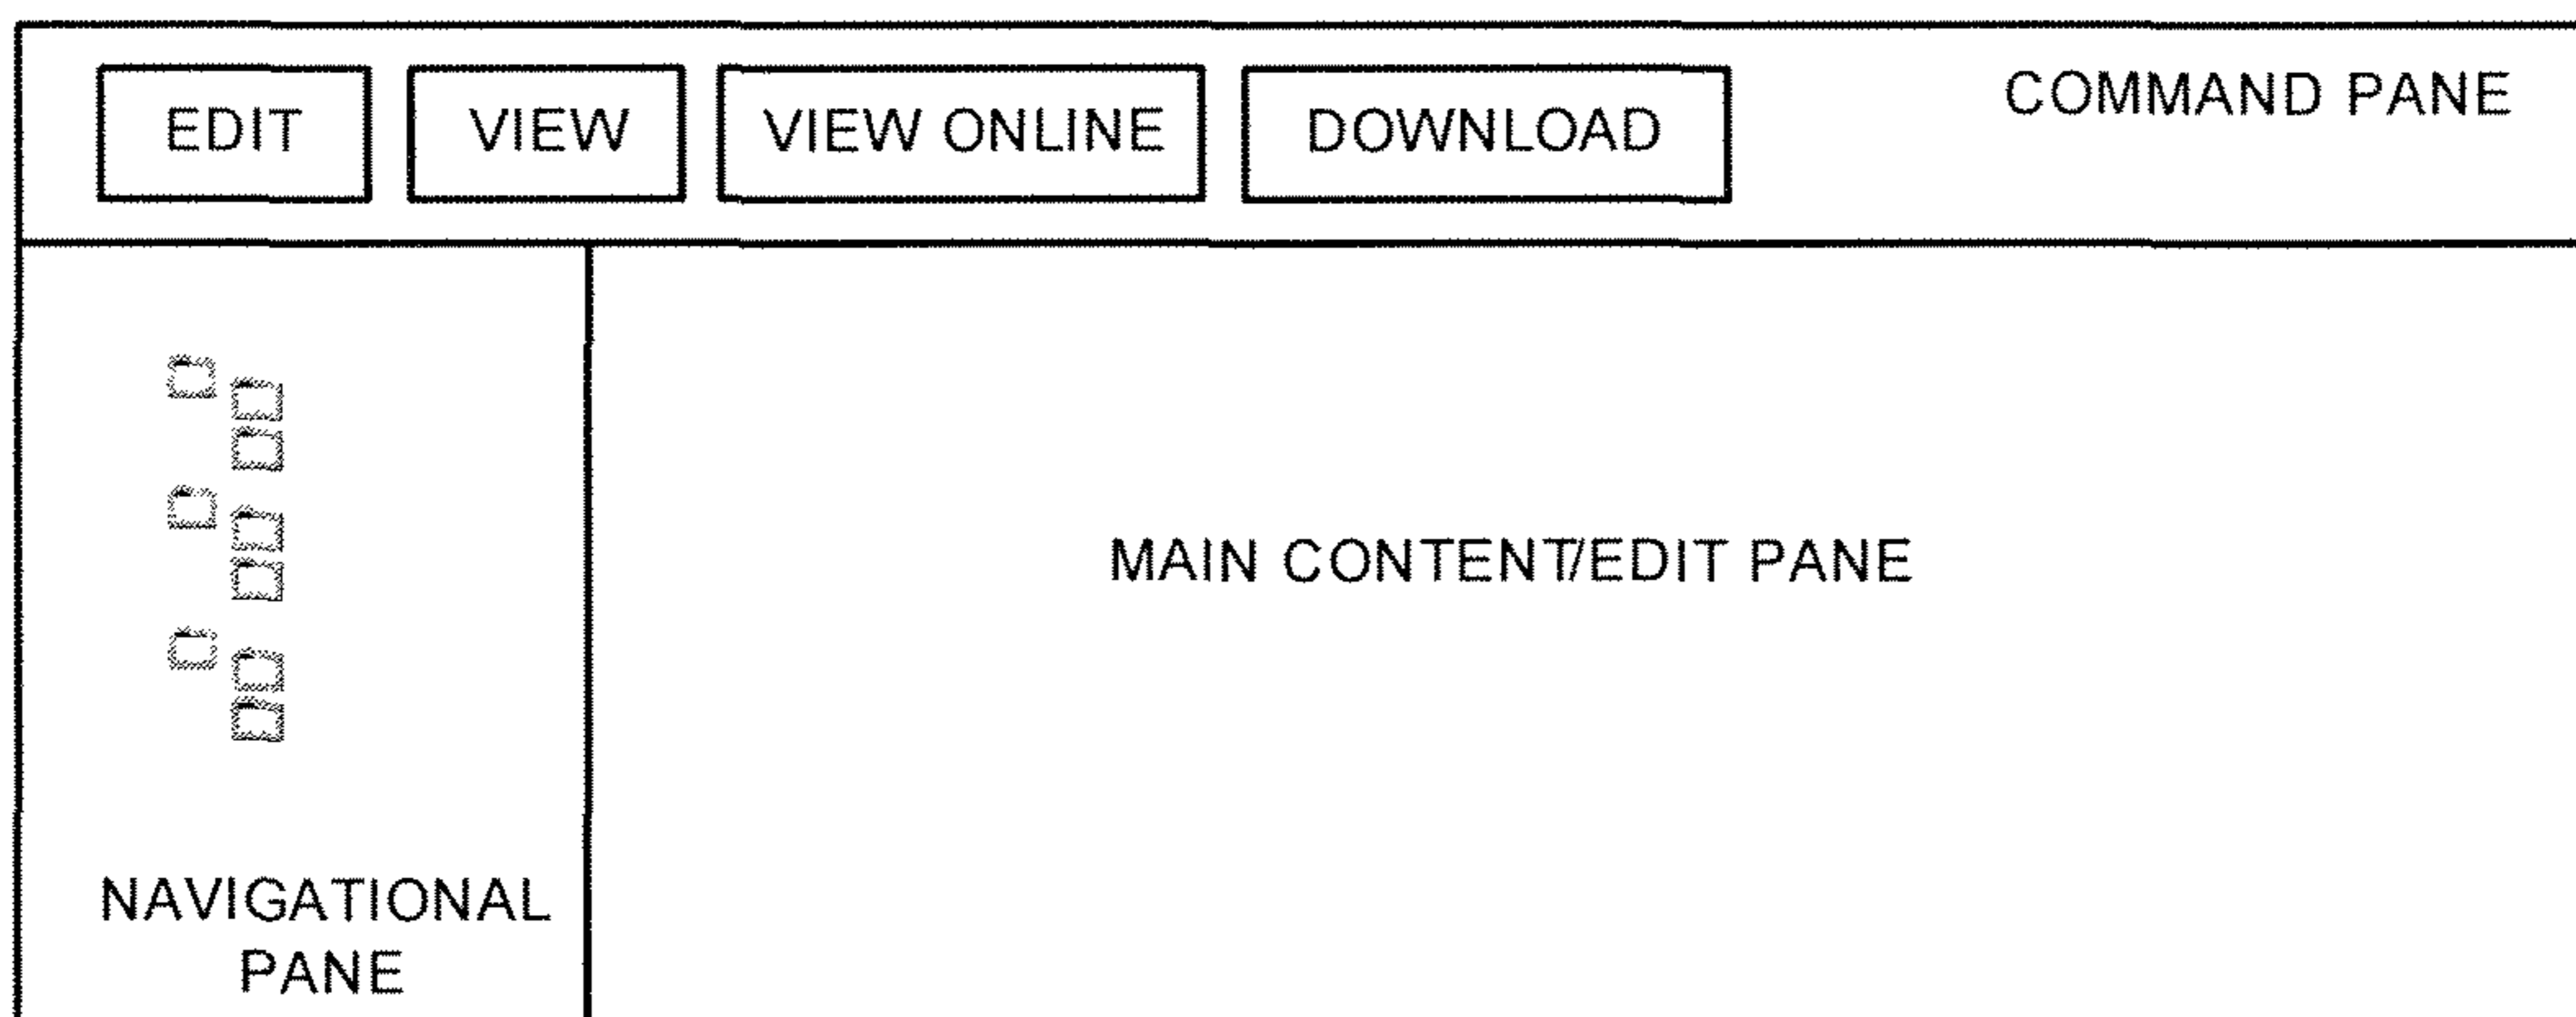 EDIT VIEW VIEW ONLINE DOWNLOAD COMMAND PANE
MAIN CONTENT/EDIT PANE
NAVIGATIONAL
PANE